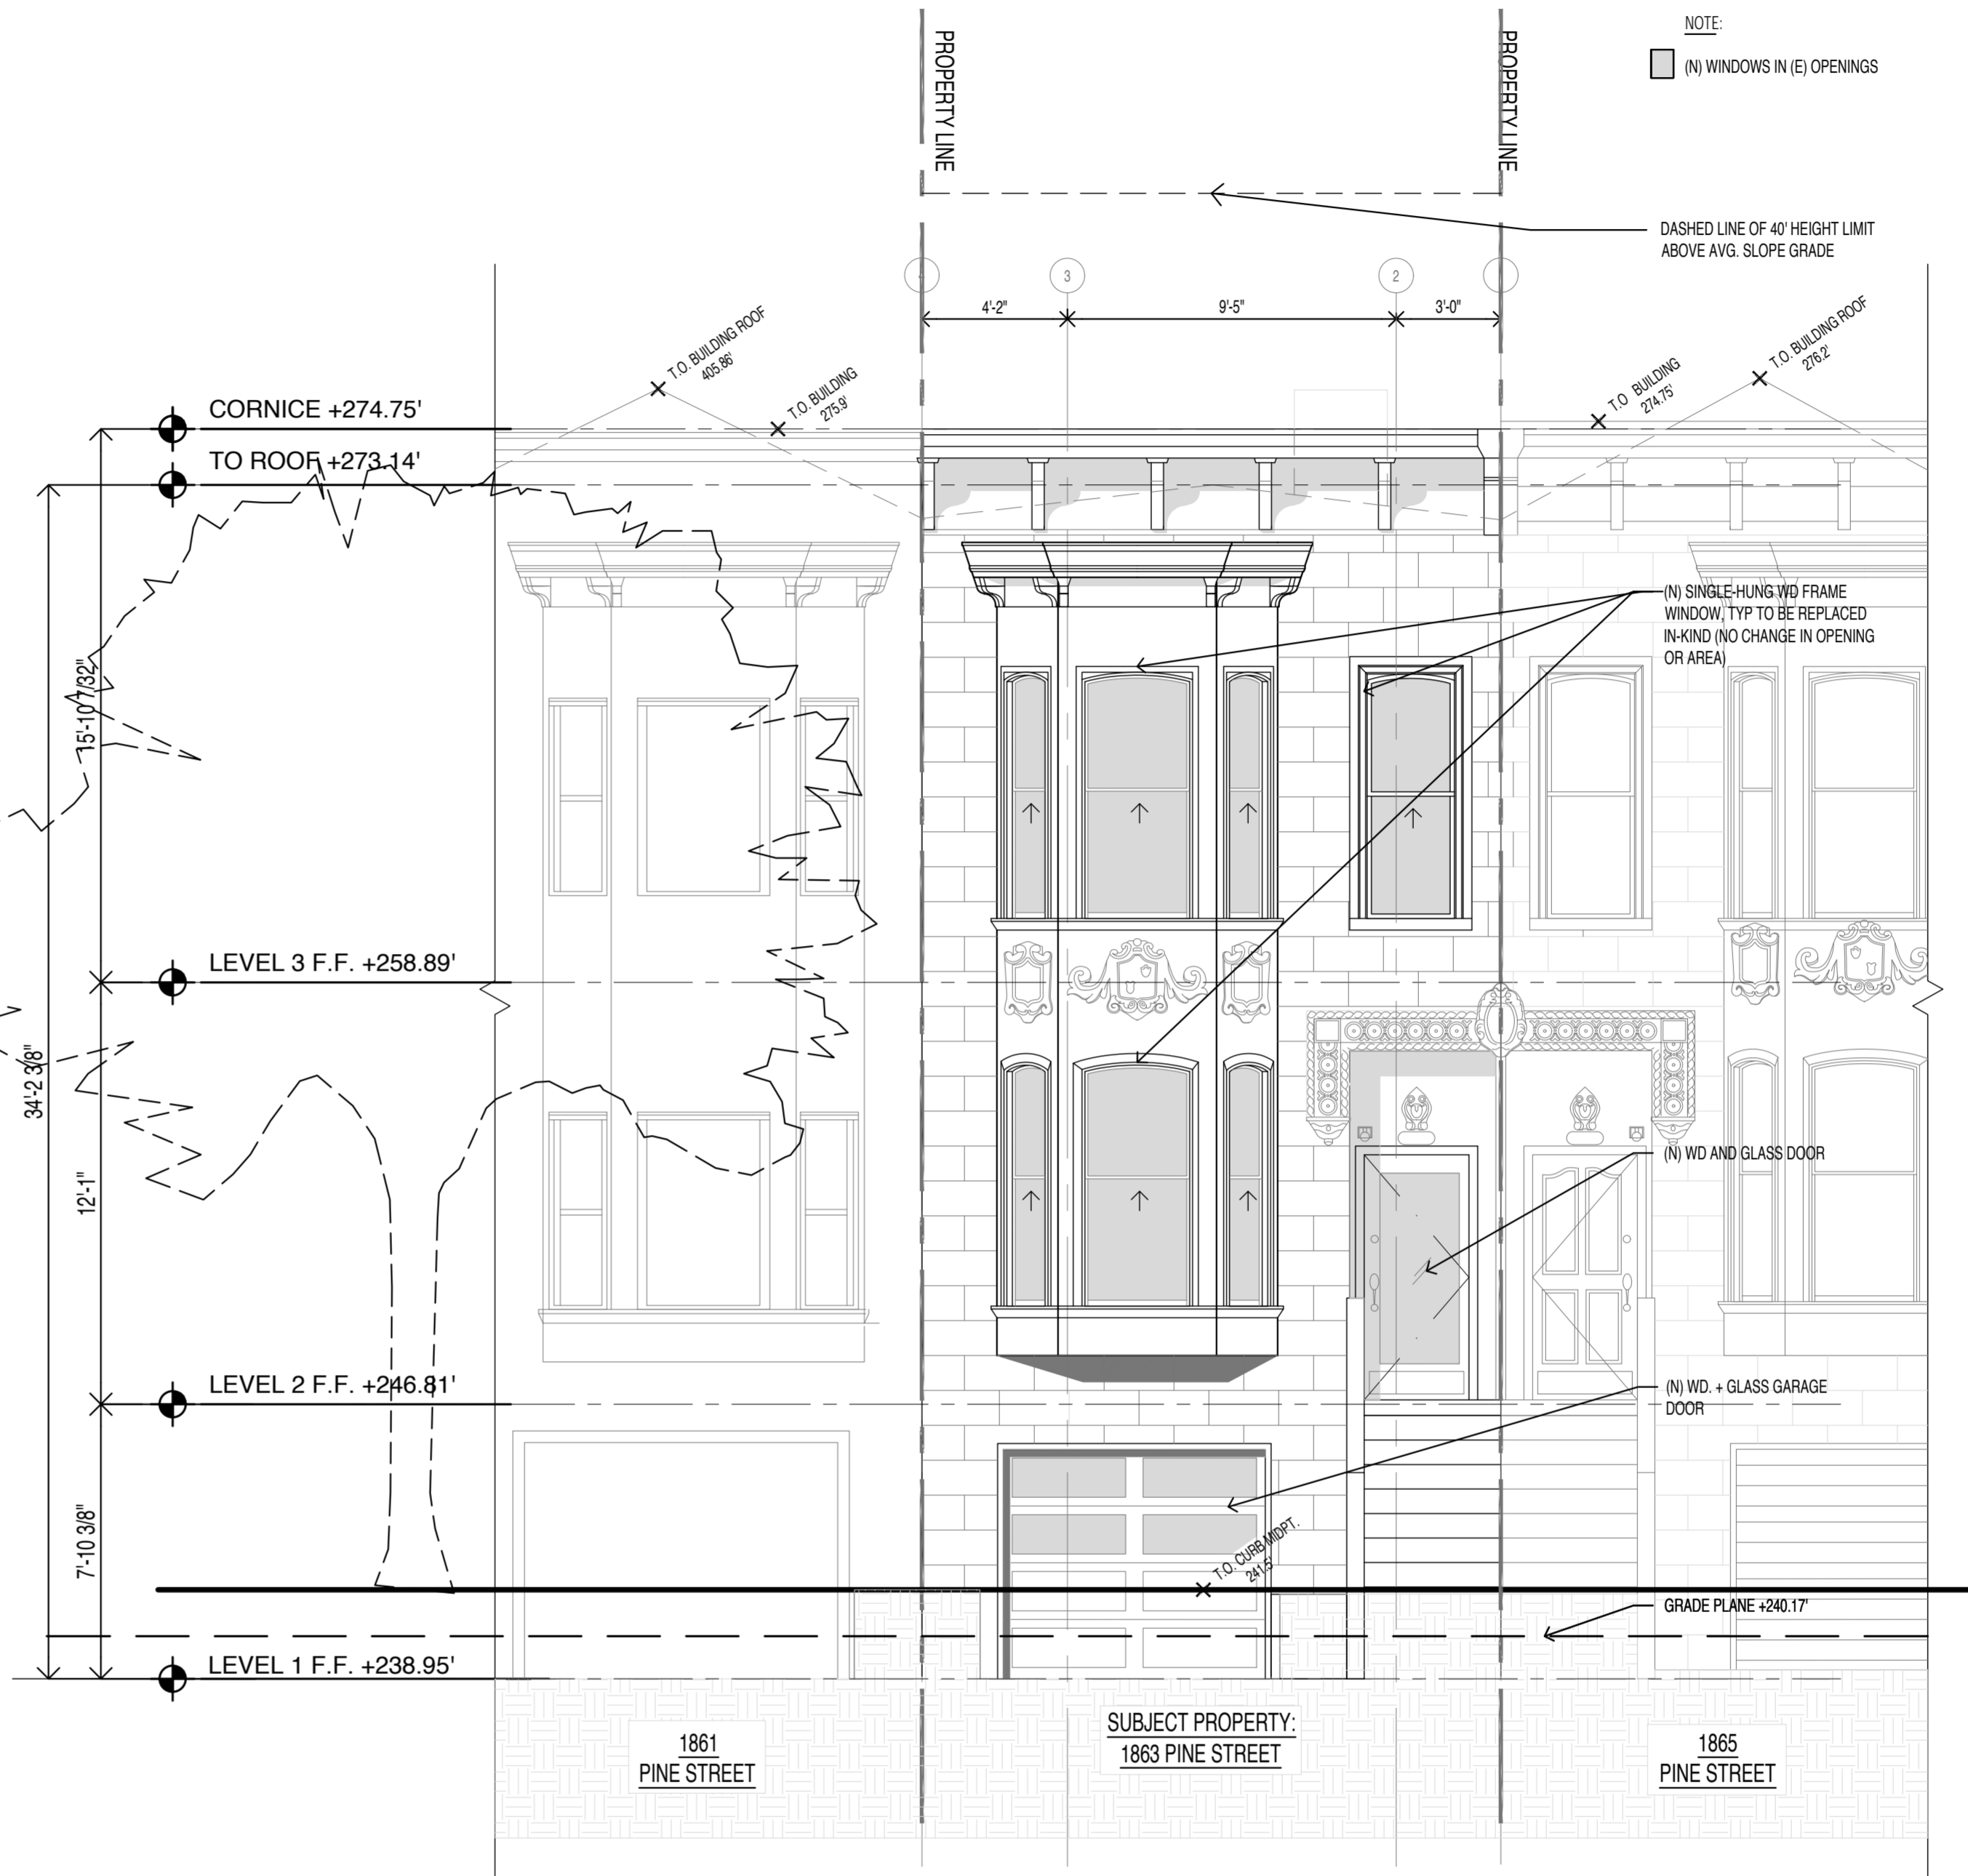 NOTE:
(N) WINDOWS IN (E) OPENINGS
PROPERTY LINE
PROPERTY LINE
DASHED LINE OF 40' HEIGHT LIMIT
ABOVE AVG. SLOPE GRADE
3
2
4'-2"
9'-5"
3'-0"
T.O. BUILDING ROOF
405.86'
T.O. BUILDING
275.9'
T.O BUILDING
274.75'
T.O. BUILDING ROOF
276.2'
CORNICE +274.75'
TO ROOF +273.14'
(N) SINGLE-HUNG WD FRAME
WINDOW, TYP TO BE REPLACED
IN-KIND (NO CHANGE IN OPENING
OR AREA)
15'-10 7/32"
LEVEL 3 F.F. +258.89'
34'-2 3/8"
12'-1"
(N) WD AND GLASS DOOR
LEVEL 2 F.F. +246.81'
(N) WD. + GLASS GARAGE
DOOR
7'-10 3/8"
T.O. CURB MIDPT.
241.5'
GRADE PLANE +240.17'
LEVEL 1 F.F. +238.95'
1861
PINE STREET
SUBJECT PROPERTY:
1863 PINE STREET
1865
PINE STREET